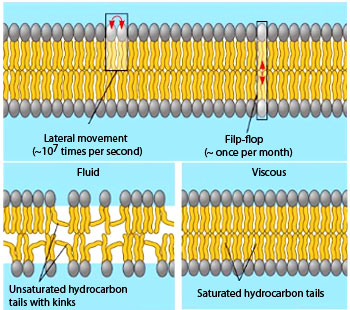 Lateral movement
(~10⁷ times per second)
Filp-flop
(~ once per month)
Fluid
Viscous
Unsaturated hydrocarbon
tails with kinks
Saturated hydrocarbon tails